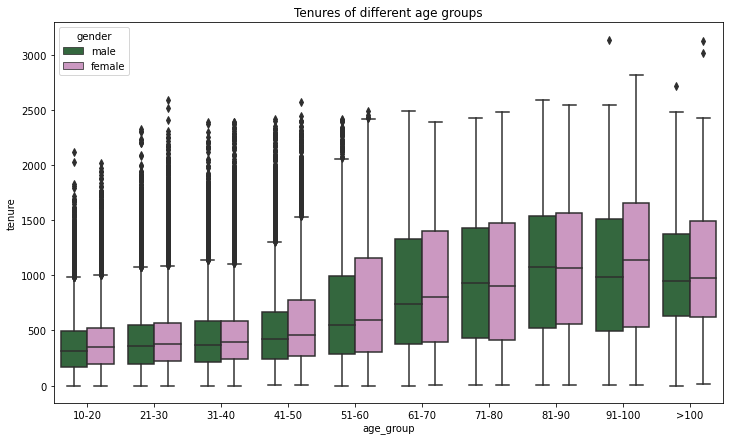 Tenures of different age groups
gender
male
female
3000
2500
2000
1500
1000
500
0
tenure
10-20 21-30 31-40 41-50 51-60 61-70 71-80 81-90 91-100 >100
age_group